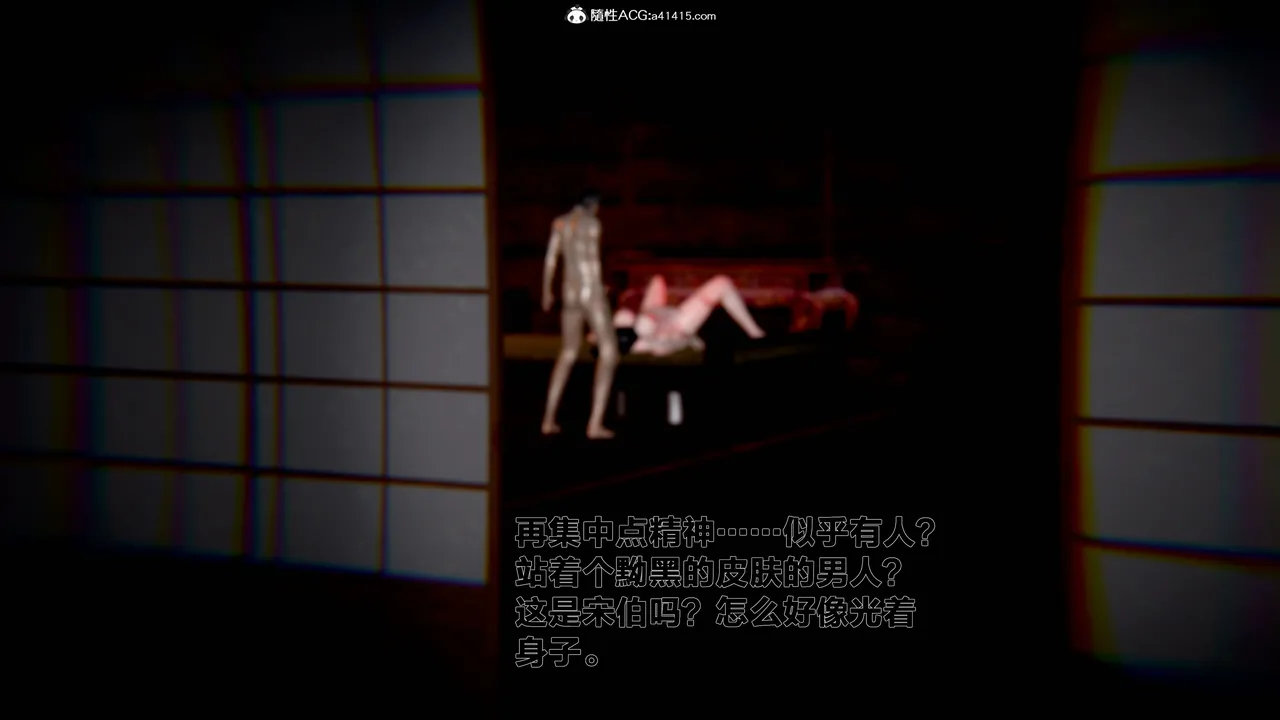 隨性ACG:a41415.com
再集中点精神……似乎有人?
站着个黝黑的皮肤的男人?
这是宋伯吗?怎么好像光着
身子。